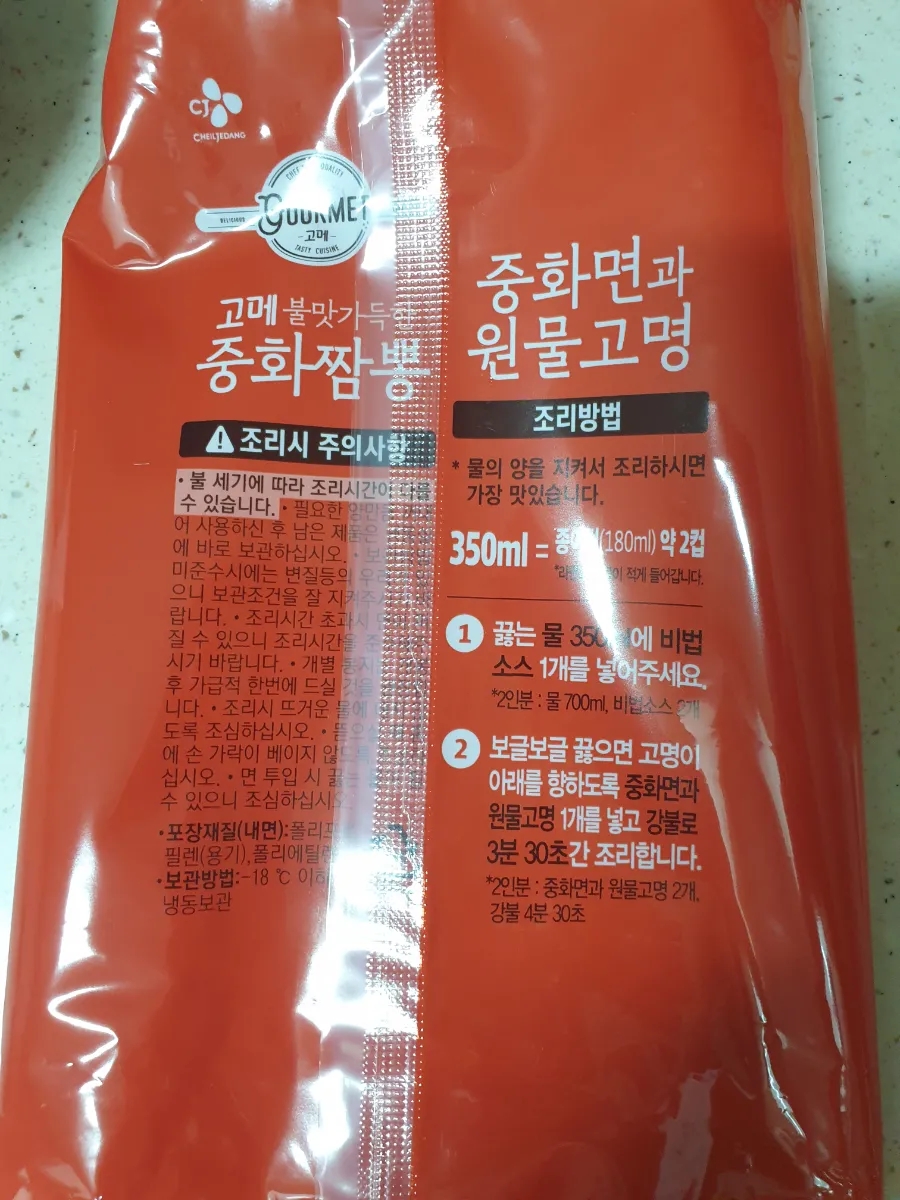 CJ
CHEILJEDANG
QUALITY
DELICIOUS
GOURMET
고메
TASTY CUISINE
고메 불맛가득한
중화짬뽕
조리시 주의사항
• 불 세기에 따라 조리시간이 다를
수 있습니다. • 필요한
어 사용하신 후 남은 제품은
에 바로 보관하십시오. •
미준수시에는 변질등의 우려
으니 보관조건을 잘 지켜주
랍니다. • 조리시간 초과시
질 수 있으니 조리시간을
시기 바랍니다. • 개별
후 가급적 한번에 드실 것을
니다. • 조리시 뜨거운 물에
도록 조심하십시오. •
에 손 가락이 베이지 않도록
십시오. • 면 투입 시 끓는
수 있으니 조심하십시오.
•포장재질(내면):폴리프
필렌(용기),폴리에틸렌
•보관방법:-18 ℃ 이하
냉동보관
중화면과
원물고명
조리방법
* 물의 양을 지켜서 조리하시면
가장 맛있습니다.
350ml = 종이컵(180ml) 약 2컵
적게 들어갑니다.
1 끓는 물 350ml에 비법
소스 1개를 넣어주세요.
*2인분 : 물 700ml, 비법소스 2개
2 보글보글 끓으면 고명이
아래를 향하도록 중화면과
원물고명 1개를 넣고 강불로
3분 30초간 조리합니다.
*2인분 : 중화면과 원물고명 2개,
강불 4분 30초